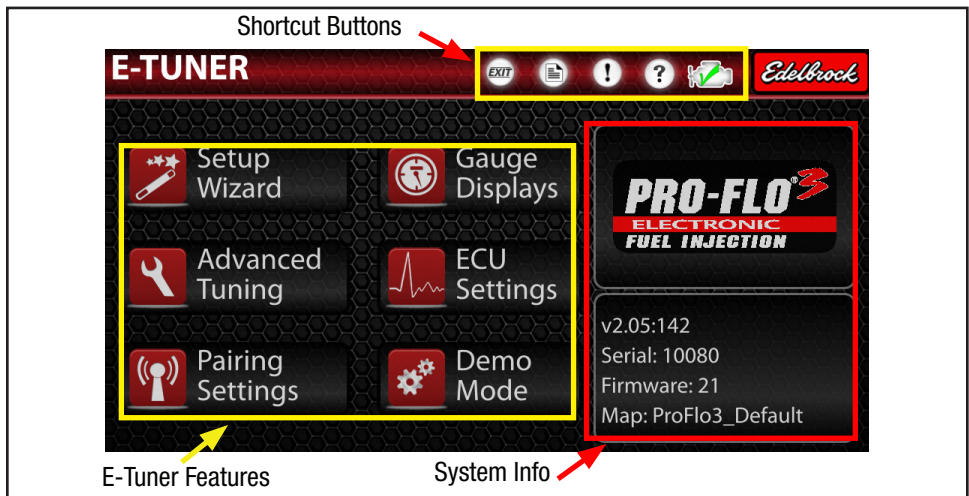 Shortcut Buttons
E-TUNER
EXIT
!
?
Edelbrock
Setup
Wizard
Gauge
Displays
Advanced
Tuning
ECU
Settings
Pairing
Settings
Demo
Mode
PRO-FLO® 3
ELECTRONIC
FUEL INJECTION
v2.05:142
Serial: 10080
Firmware: 21
Map: ProFlo3_Default
E-Tuner Features
System Info